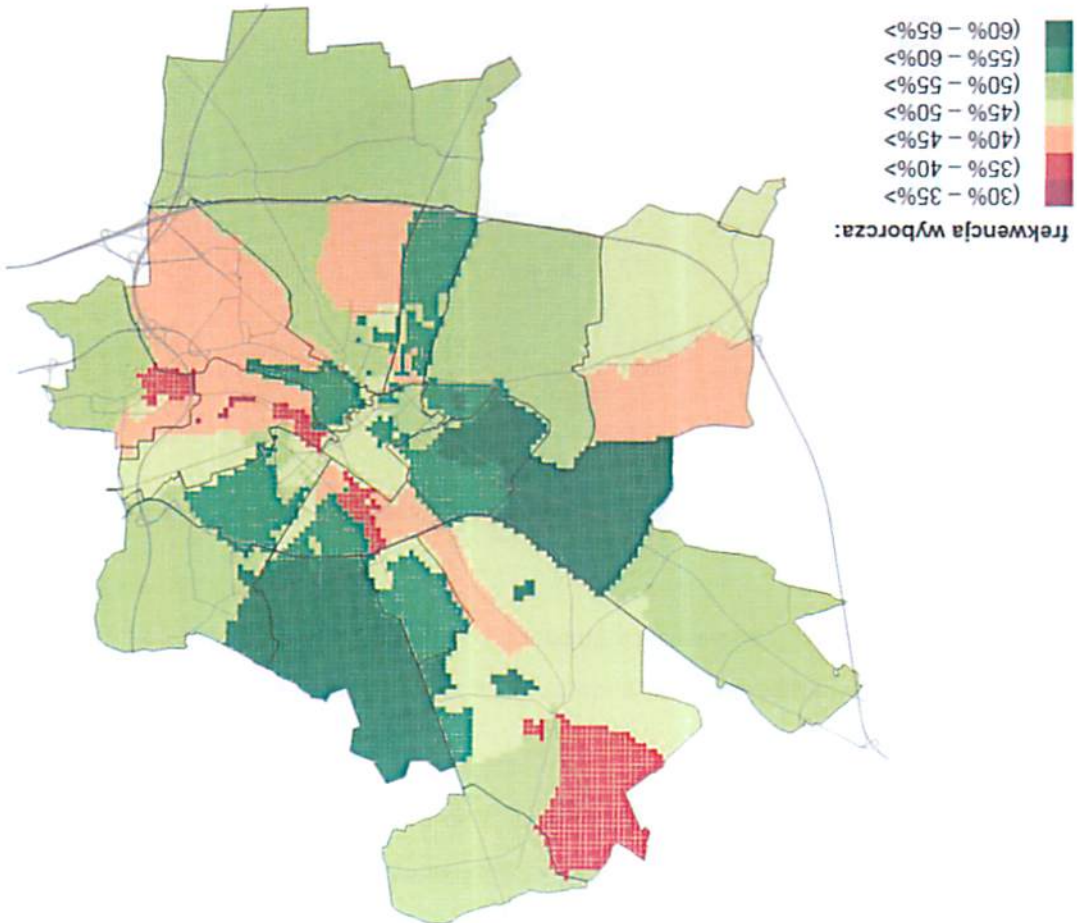 frekwencja wyborcza:
(30% – 35%>
(35% – 40%>
(40% – 45%>
(45% – 50%>
(50% – 55%>
(55% – 60%>
(60% – 65%>